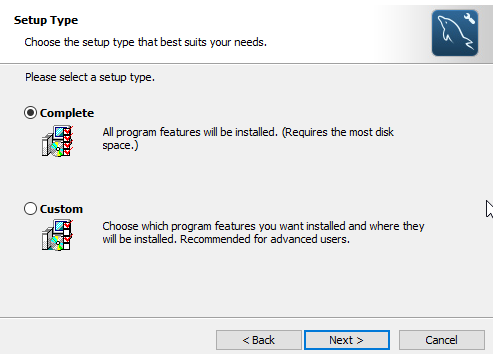 Setup Type
Choose the setup type that best suits your needs.
Please select a setup type.
Complete
All program features will be installed. (Requires the most disk
space.)
Custom
Choose which program features you want installed and where they
will be installed. Recommended for advanced users.
< Back
Next >
Cancel